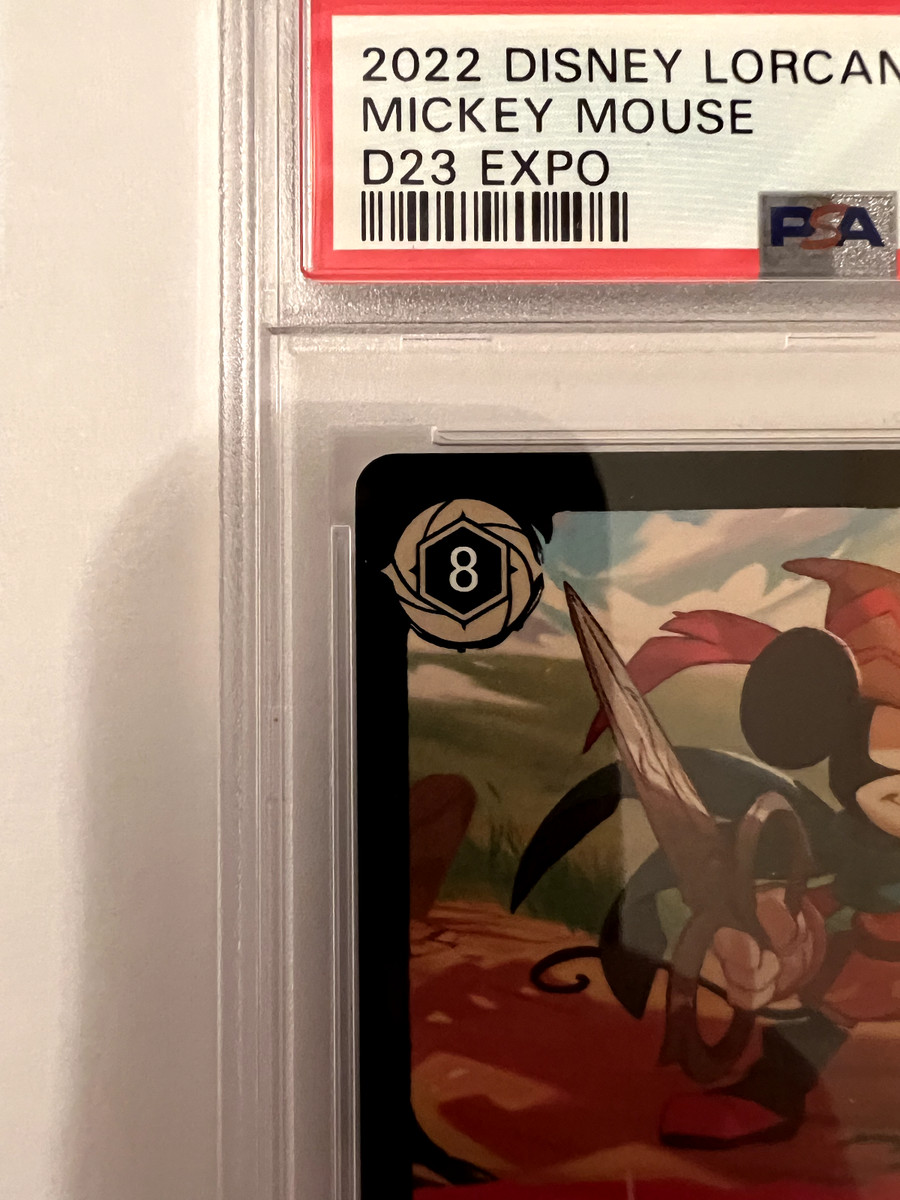 2022 DISNEY LORCAN
MICKEY MOUSE
D23 EXPO
PSA
8